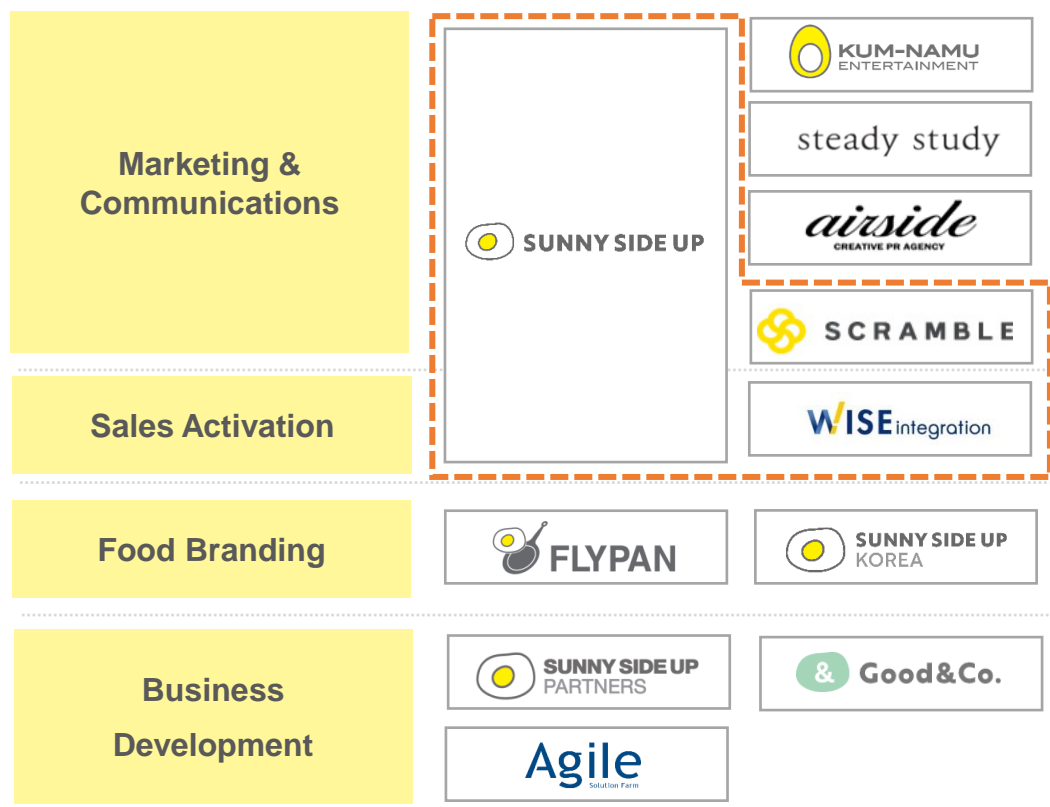 Marketing &
Communications
SUNNY SIDE UP
KUM-NAMU
ENTERTAINMENT
steady study
airside
CREATIVE PR AGENCY
SCRAMBLE
Sales Activation
WISE integration
Food Branding
FLYPAN
SUNNY SIDE UP
KOREA
Business
Development
SUNNY SIDE UP
PARTNERS
& Good&Co.
Agile
Solution Farm